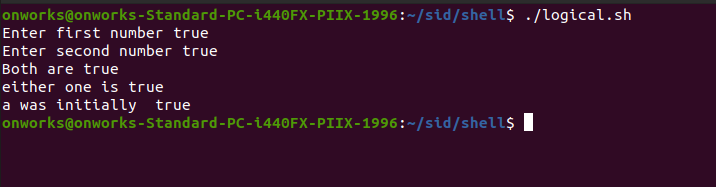 onworks@onworks-Standard-PC-i440FX-PIIX-1996:~/sid/shell$ ./logical.sh
Enter first number true
Enter second number true
Both are true
either one is true
a was initially  true
onworks@onworks-Standard-PC-i440FX-PIIX-1996:~/sid/shell$